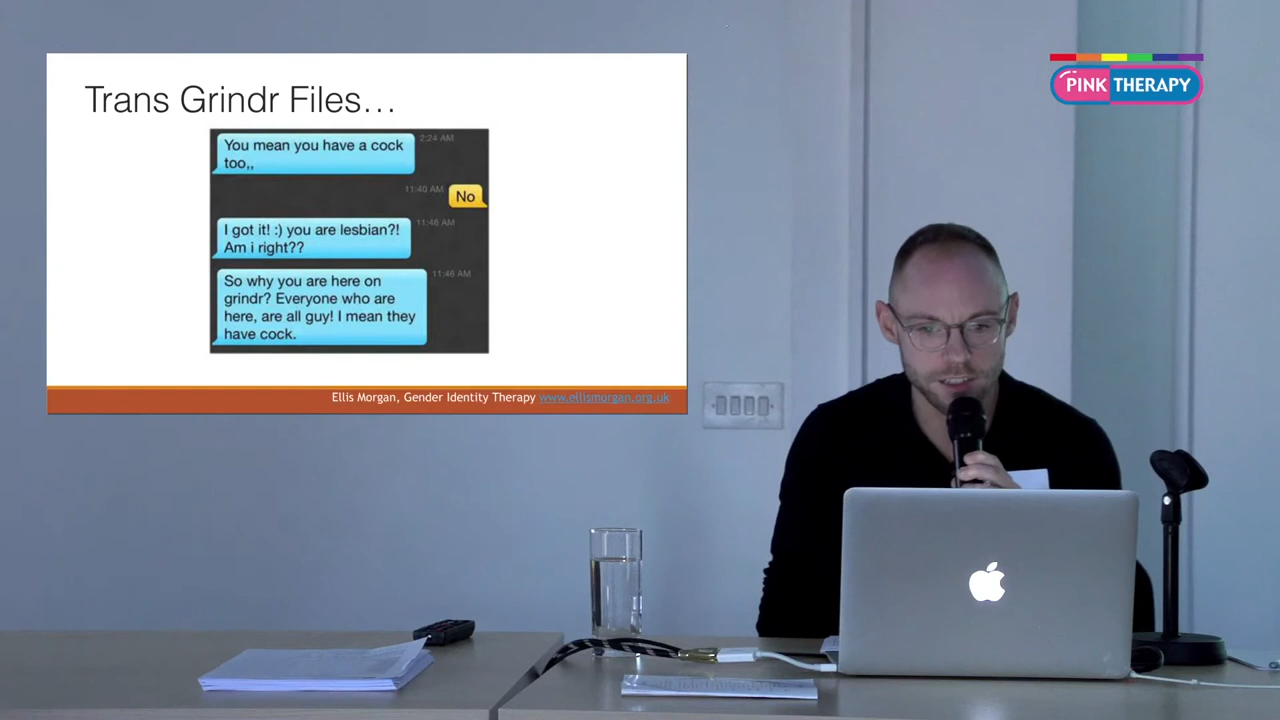 Trans Grindr Files...
You mean you have a cock
too,,
2:24 AM
11:40 AM
No
I got it! :) you are lesbian?!
Am i right??
11:46 AM
So why you are here on
grindr? Everyone who are
here, are all guy! I mean they
have cock.
11:46 AM
Ellis Morgan, Gender Identity Therapy www.ellismorgan.org.uk
PINK THERAPY